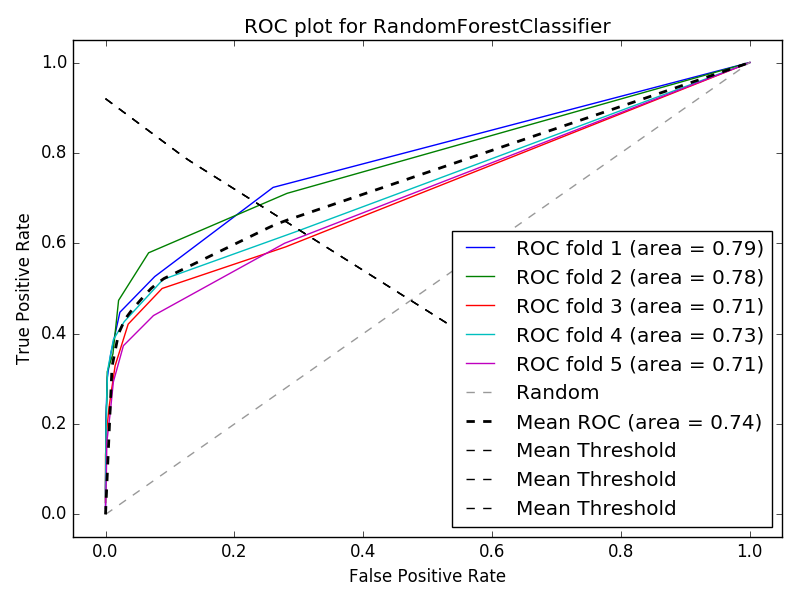 ROC plot for RandomForestClassifier
1.0
0.8
0.6
0.4
0.2
0.0
True Positive Rate
ROC fold 1 (area = 0.79)
ROC fold 2 (area = 0.78)
ROC fold 3 (area = 0.71)
ROC fold 4 (area = 0.73)
ROC fold 5 (area = 0.71)
Random
Mean ROC (area = 0.74)
Mean Threshold
Mean Threshold
Mean Threshold
0.0 0.2 0.4 0.6 0.8 1.0
False Positive Rate